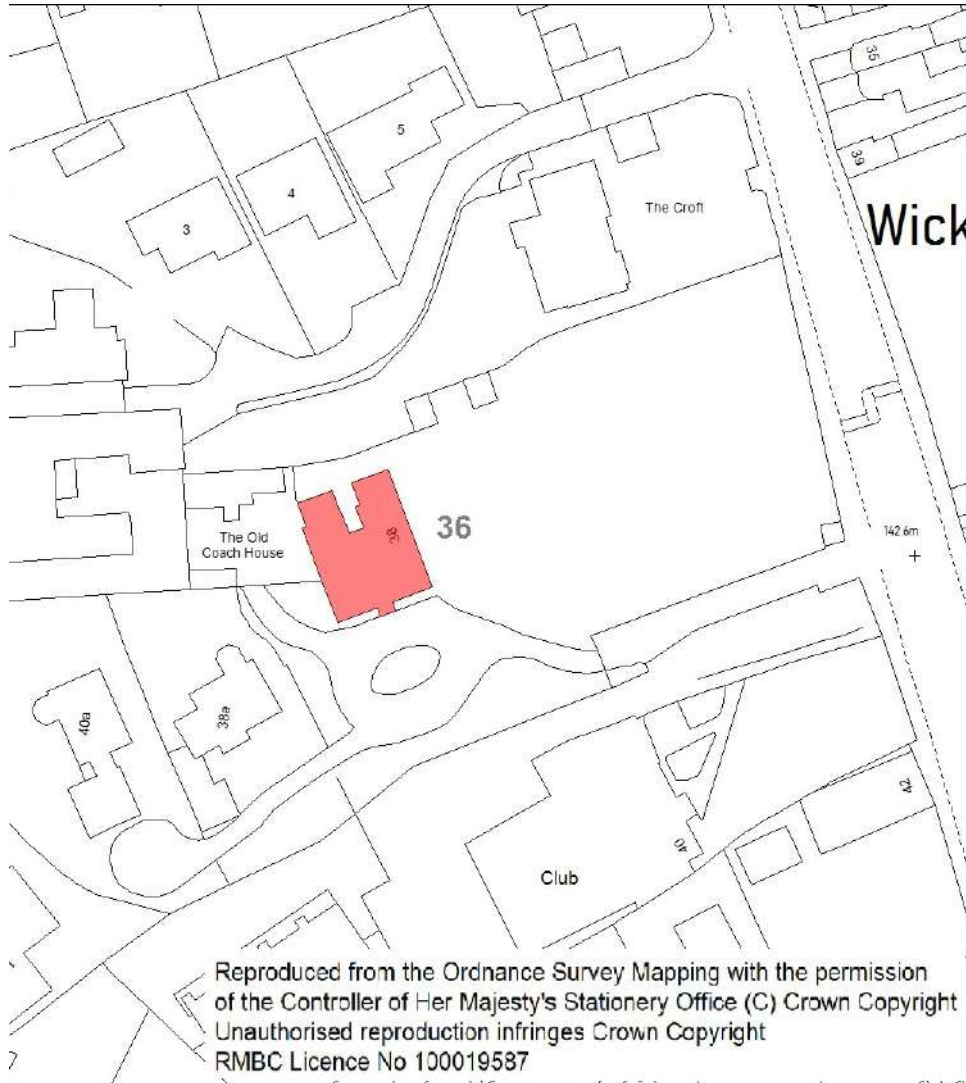 35
5
39
4
The Croft
3
Wick
36
38
142.6m
The Old
Coach House
38a
40a
42
40
Club
Reproduced from the Ordnance Survey Mapping with the permission
of the Controller of Her Majesty's Stationery Office (C) Crown Copyright
Unauthorised reproduction infringes Crown Copyright
RMBC Licence No 100019587